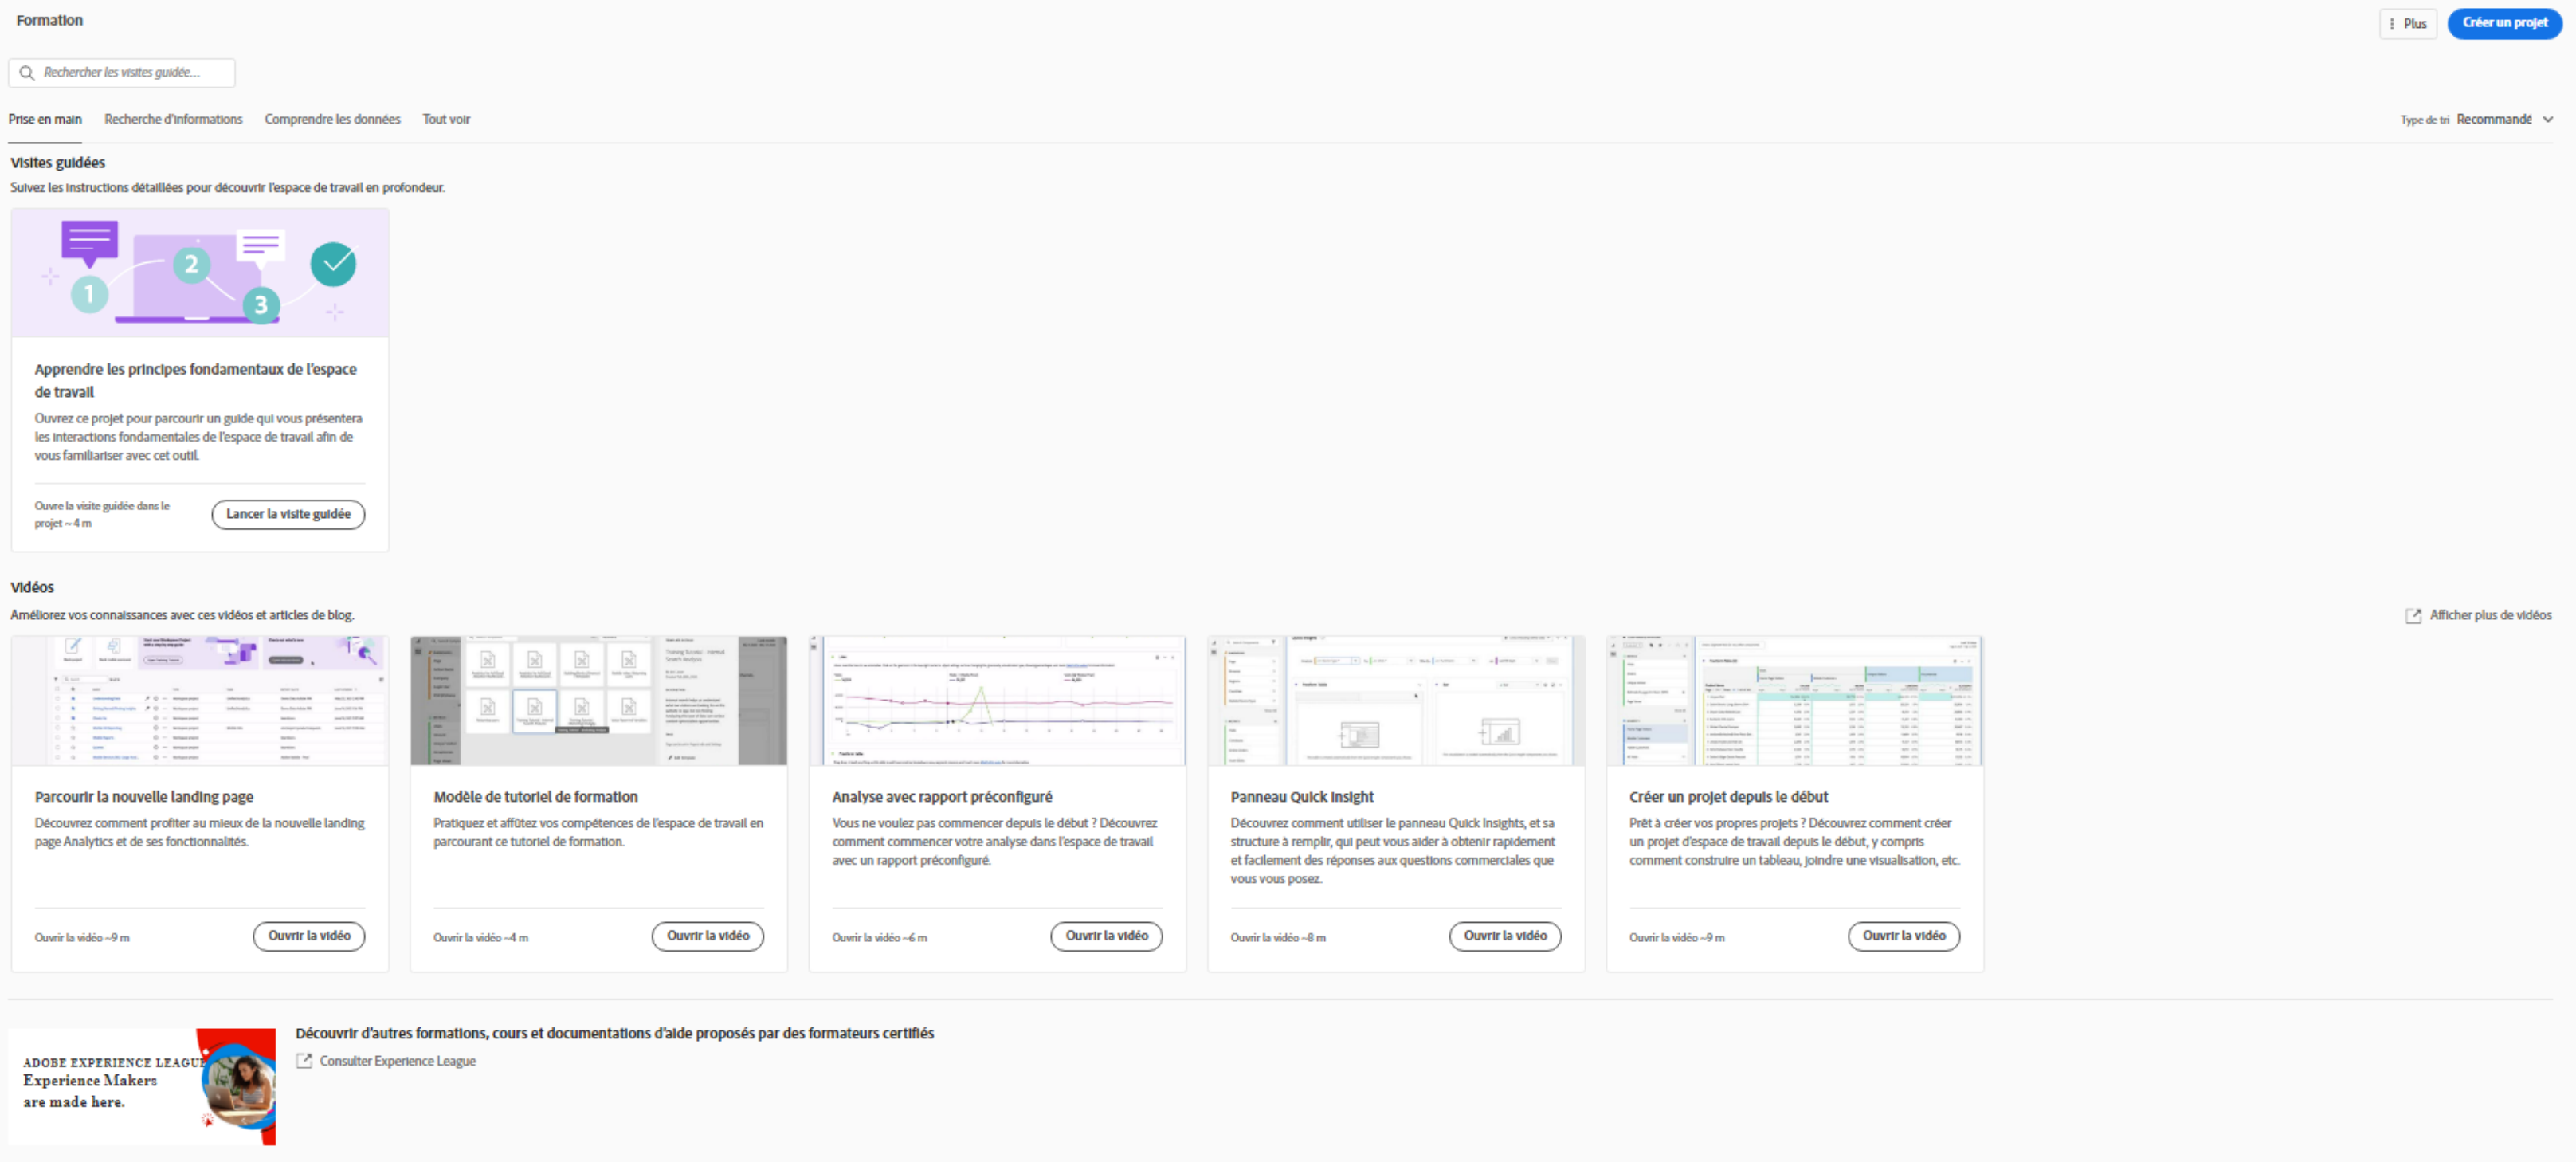 Formation
Plus
Créer un projet
Rechercher les visites guidée...
Prise en main
Recherche d'informations
Comprendre les données
Tout voir
Type de tri Recommandé
Visites guidées
Suivez les instructions détaillées pour découvrir l'espace de travail en profondeur.
1
2
3
Apprendre les principes fondamentaux de l'espace
de travail
Ouvrez ce projet pour parcourir un guide qui vous présentera
les interactions fondamentales de l'espace de travail afin de
vous familiariser avec cet outil.
Ouvre la visite guidée dans le
projet ~ 4 m
Lancer la visite guidée
Vidéos
Améliorez vos connaissances avec ces vidéos et articles de blog.
Afficher plus de vidéos
Parcourir la nouvelle landing page
Découvrez comment profiter au mieux de la nouvelle landing
page Analytics et de ses fonctionnalités.
Ouvrir la vidéo ~9 m
Ouvrir la vidéo
Modèle de tutoriel de formation
Pratiquez et affûtez vos compétences de l'espace de travail en
parcourant ce tutoriel de formation.
Ouvrir la vidéo ~4 m
Ouvrir la vidéo
Analyse avec rapport préconfiguré
Vous ne voulez pas commencer depuis le début ? Découvrez
comment commencer votre analyse dans l'espace de travail
avec un rapport préconfiguré.
Ouvrir la vidéo ~6 m
Ouvrir la vidéo
Panneau Quick Insight
Découvrez comment utiliser le panneau Quick Insights, et sa
structure à remplir, qui peut vous aider à obtenir rapidement
et facilement des réponses aux questions commerciales que
vous vous posez.
Ouvrir la vidéo ~8 m
Ouvrir la vidéo
Créer un projet depuis le début
Prêt à créer vos propres projets ? Découvrez comment créer
un projet d'espace de travail depuis le début, y compris
comment construire un tableau, joindre une visualisation, etc.
Ouvrir la vidéo ~9 m
Ouvrir la vidéo
ADOBE EXPERIENCE LEAGUE
Experience Makers
are made here.
Découvrir d'autres formations, cours et documentations d'aide proposés par des formateurs certifiés
Consulter Experience League